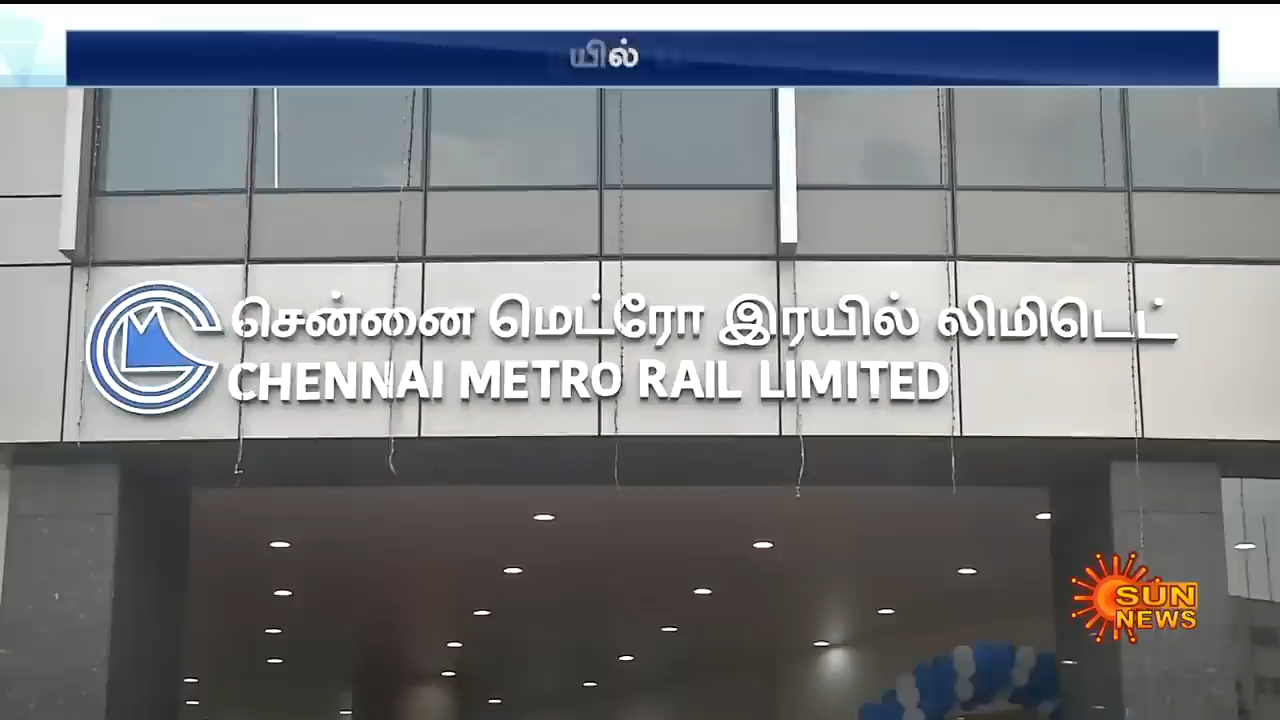 யில்
சென்னை மெட்ரோ இரயில் லிமிடெட்
CHENNAI METRO RAIL LIMITED
SUN
NEWS